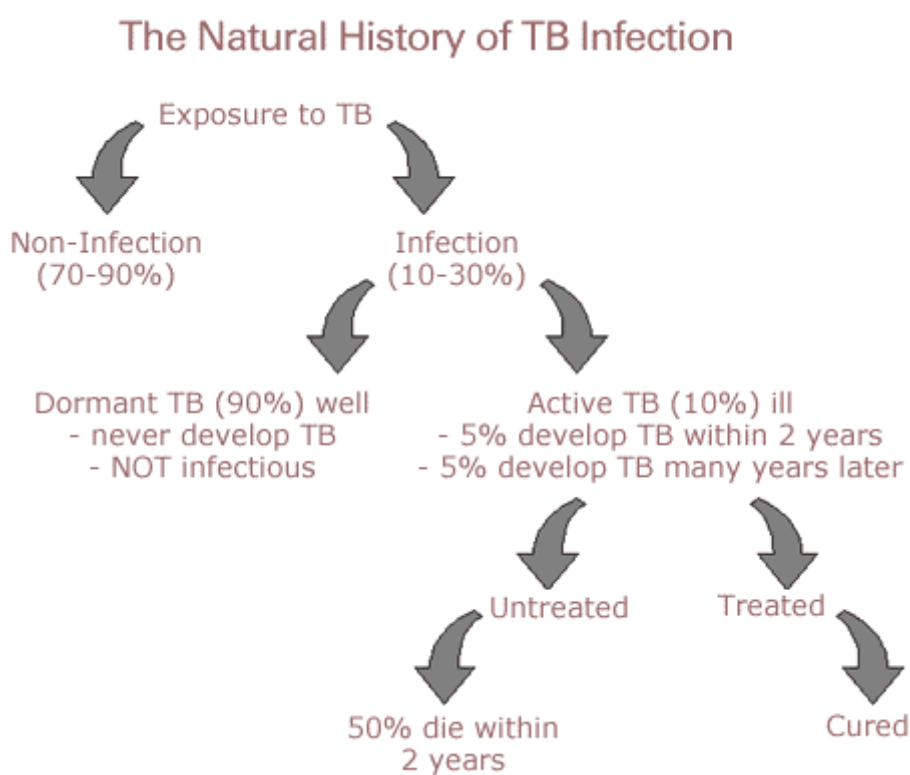 The Natural History of TB Infection
Exposure to TB
Non-Infection
(70-90%)
Infection
(10-30%)
Dormant TB (90%) well
- never develop TB
- NOT infectious
Active TB (10%) ill
- 5% develop TB within 2 years
- 5% develop TB many years later
Untreated
Treated
50% die within
2 years
Cured